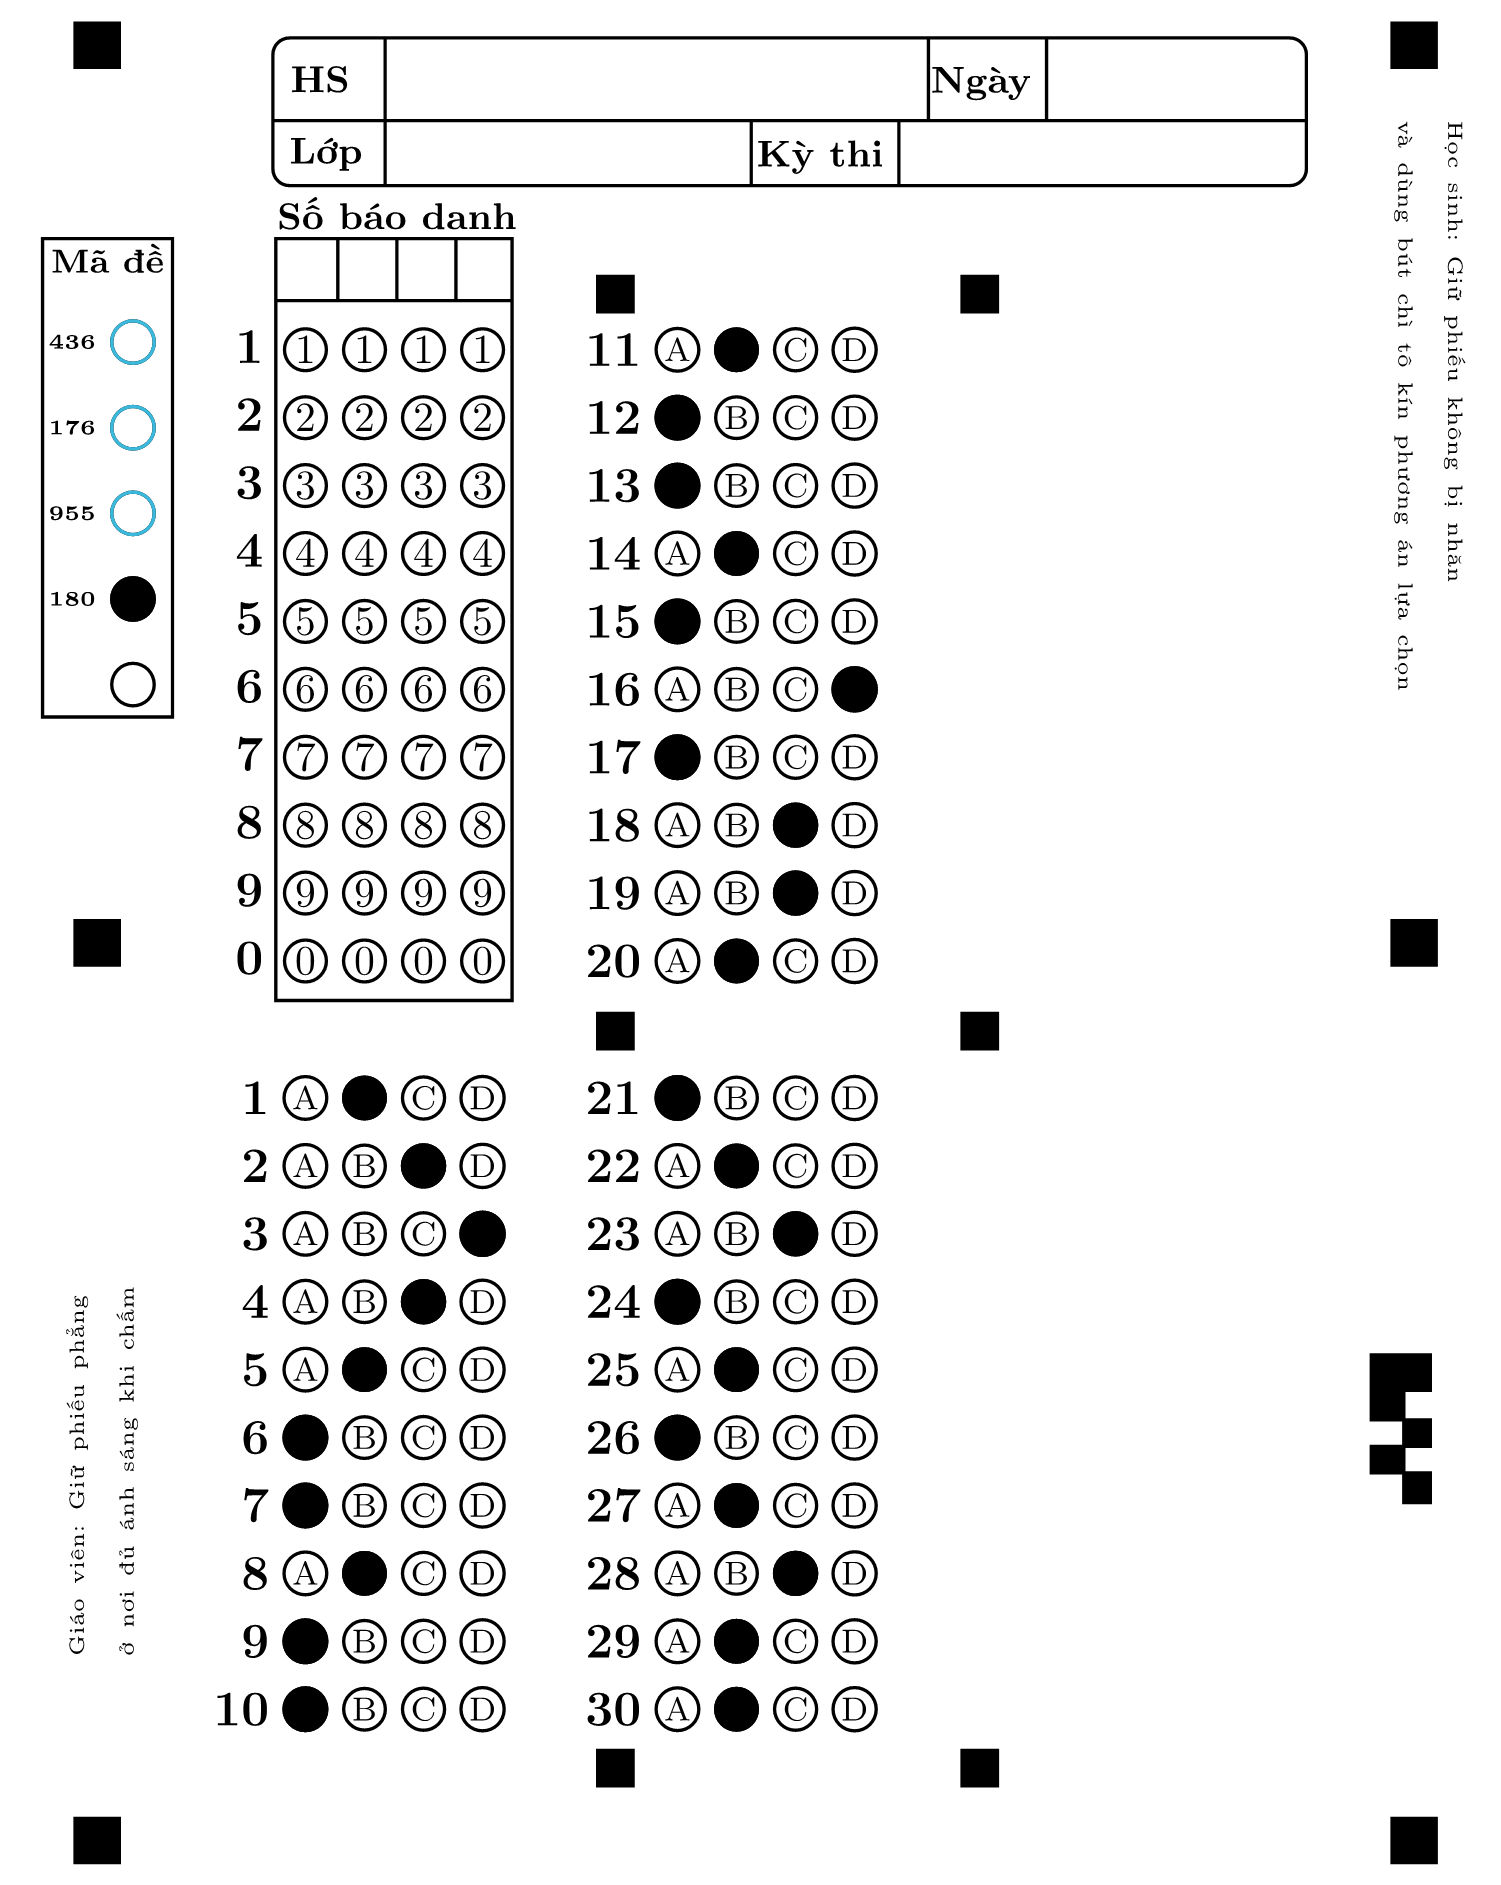 HS Ngày
Lớp Kỳ thi
Số báo danh
Mã đề
436
176
955
180
1 1 1 1 1
2 2 2 2 2
3 3 3 3 3
4 4 4 4 4
5 5 5 5 5
6 6 6 6 6
7 7 7 7 7
8 8 8 8 8
9 9 9 9 9
0 0 0 0 0
11 A C D
12 B C D
13 B C D
14 A C D
15 B C D
16 A B C
17 B C D
18 A B D
19 A B D
20 A C D
1 A C D
2 A B D
3 A B C
4 A B D
5 A C D
6 B C D
7 B C D
8 A C D
9 B C D
10 B C D
21 B C D
22 A C D
23 A B D
24 B C D
25 A C D
26 B C D
27 A C D
28 A B D
29 A C D
30 A C D
Học sinh: Giữ phiếu không bị nhăn
và dùng bút chì tô kín phương án lựa chọn
Giáo viên: Giữ phiếu phẳng
ở nơi đủ ánh sáng khi chấm